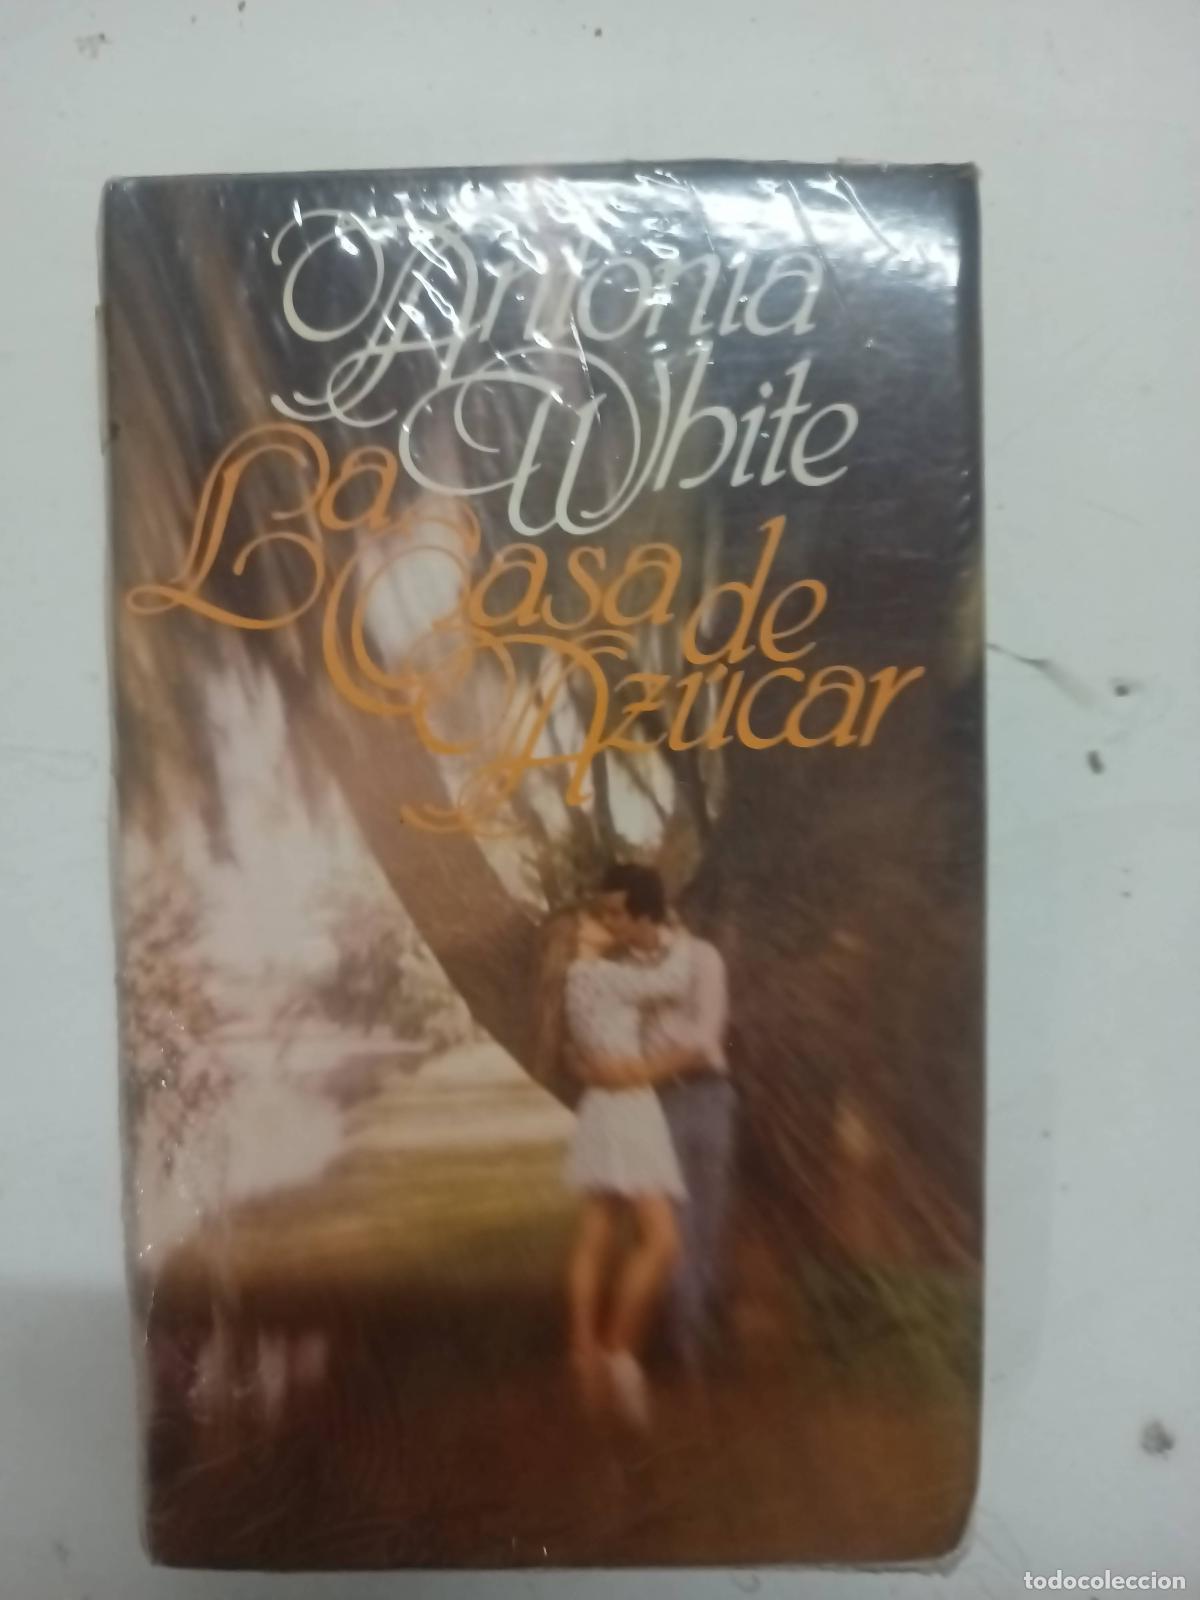 Antonia
White
La Casa de
Azúcar
todocoleccion